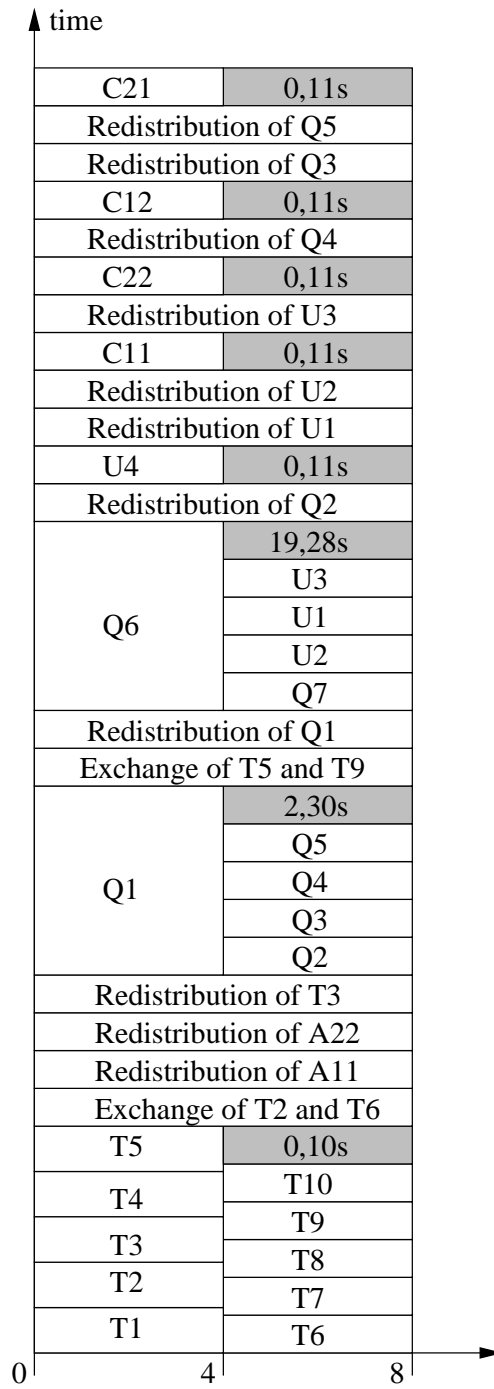 time
C21 0,11s
Redistribution of Q5
Redistribution of Q3
C12 0,11s
Redistribution of Q4
C22 0,11s
Redistribution of U3
C11 0,11s
Redistribution of U2
Redistribution of U1
U4 0,11s
Redistribution of Q2
19,28s
U3
U1
Q6
U2
Q7
Redistribution of Q1
Exchange of T5 and T9
2,30s
Q5
Q4
Q1
Q3
Q2
Redistribution of T3
Redistribution of A22
Redistribution of A11
Exchange of T2 and T6
T5 0,10s
T10
T4
T9
T3
T8
T2
T7
T1
T6
0 4 8